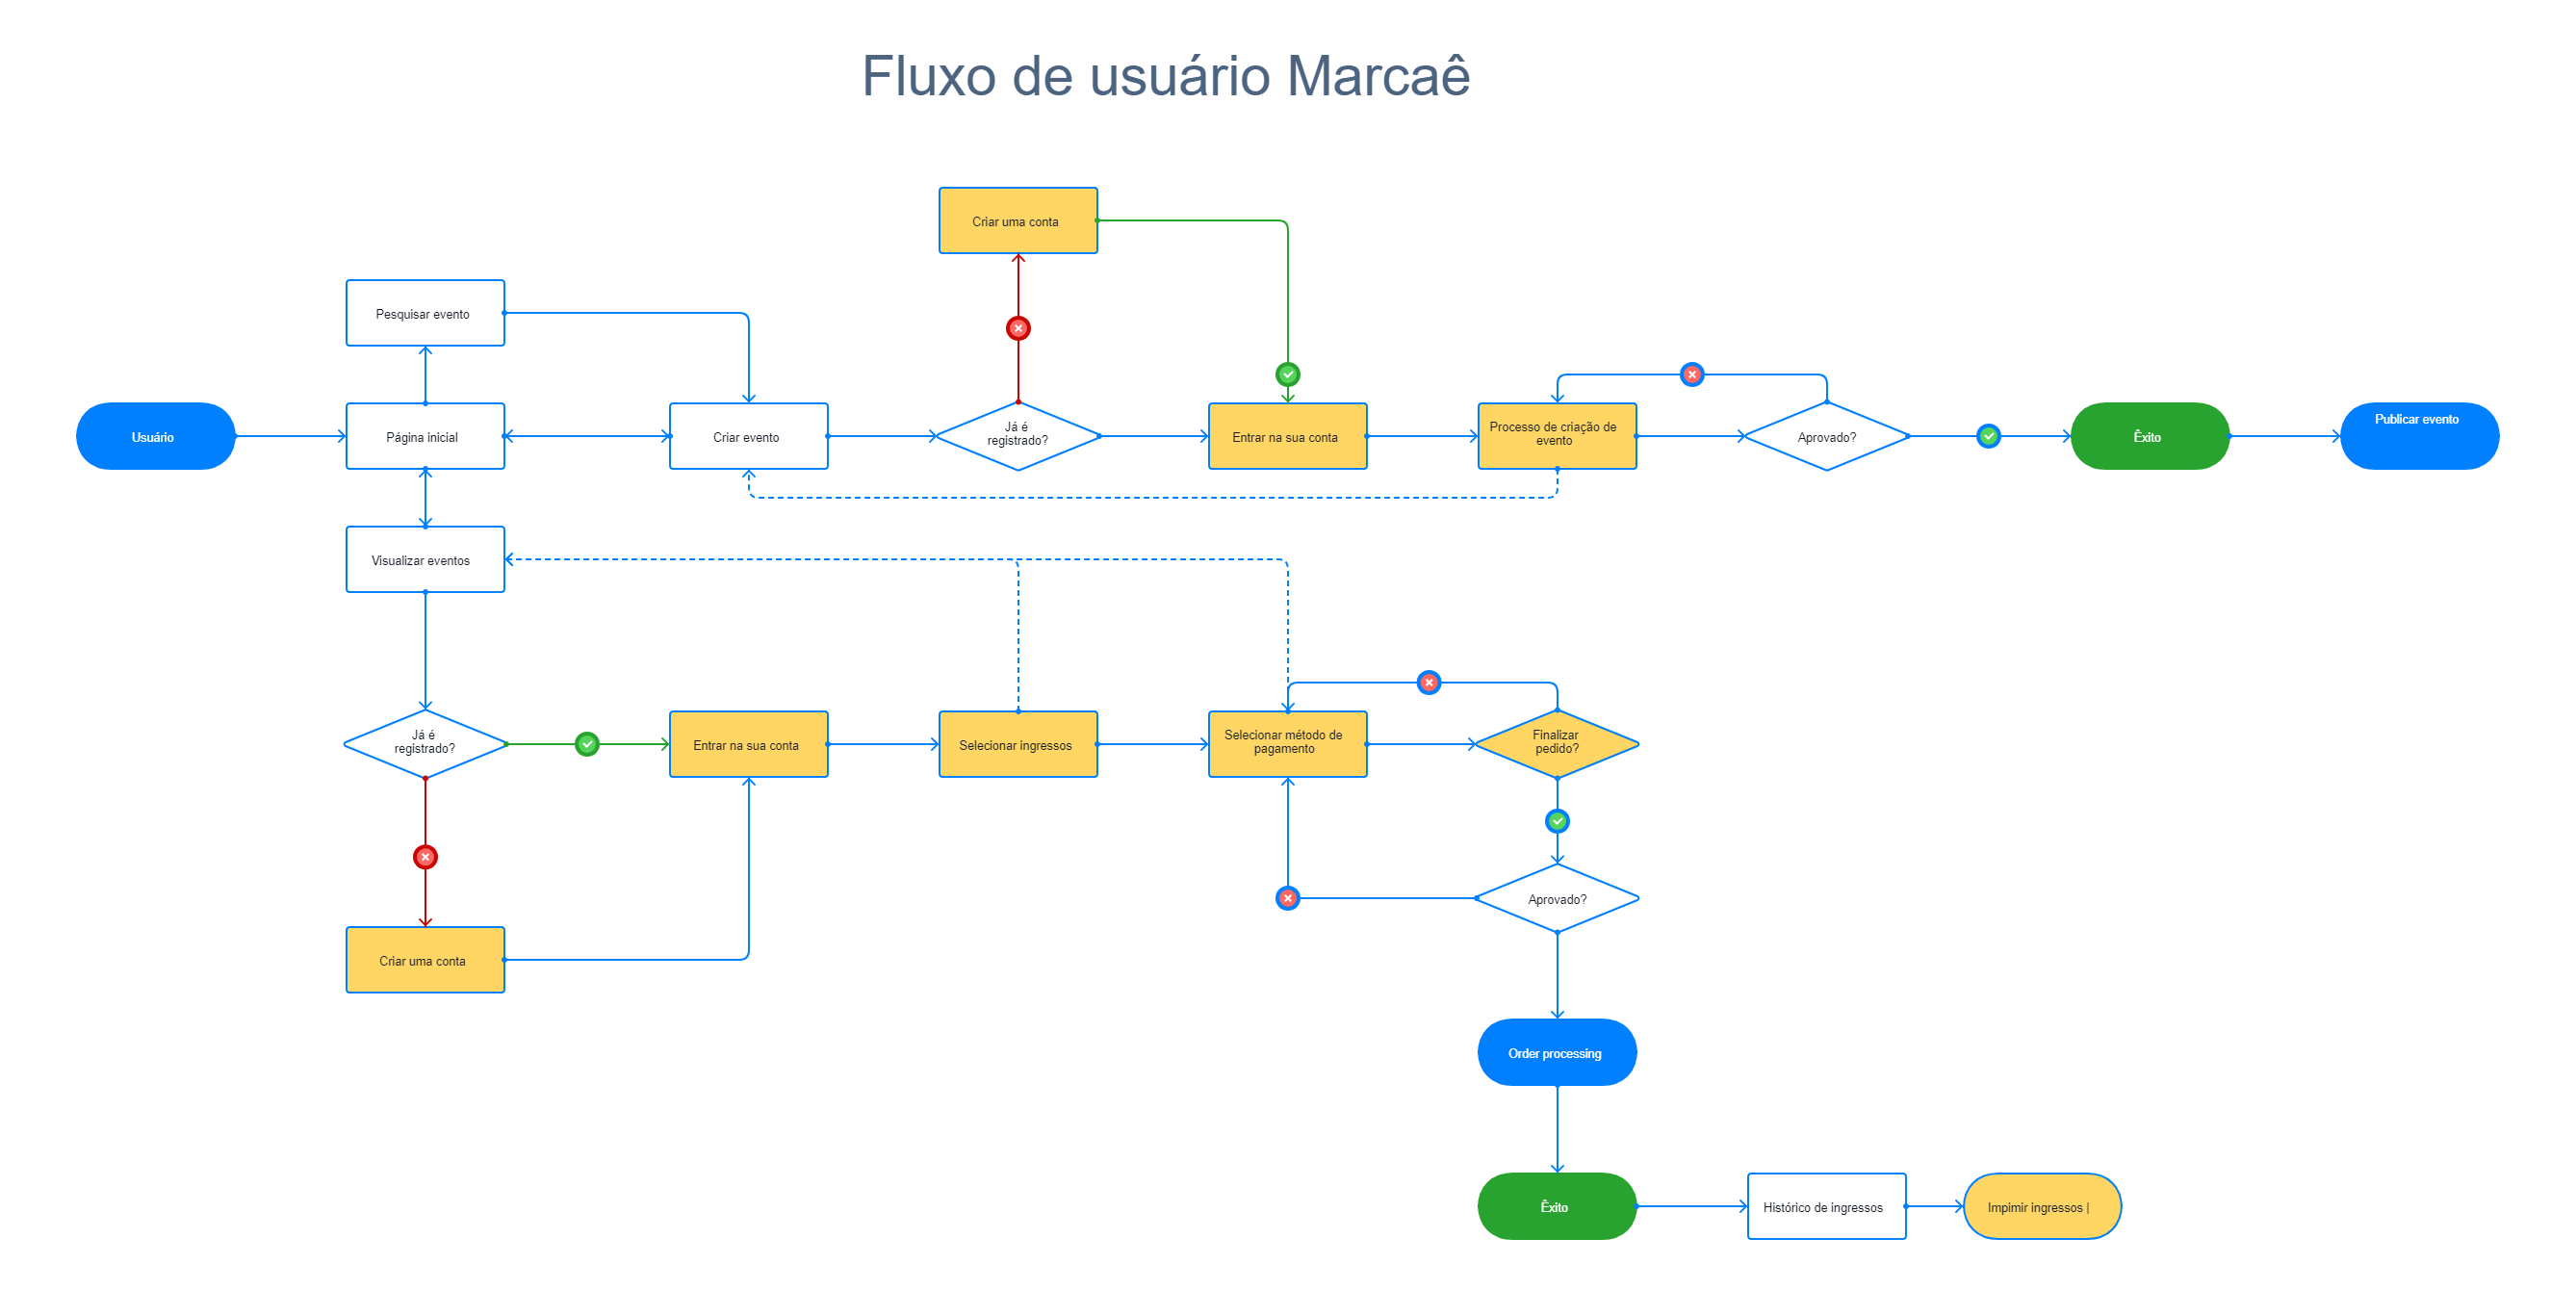 Fluxo de usuário Marcaê
Criar uma conta
Pesquisar evento
Usuário
Página inicial
Criar evento
Já é
registrado?
Entrar na sua conta
Processo de criação de
evento
Aprovado?
Êxito
Publicar evento
Visualizar eventos
Já é
registrado?
Entrar na sua conta
Selecionar ingressos
Selecionar método de
pagamento
Finalizar
pedido?
Aprovado?
Criar uma conta
Order processing
Êxito
Histórico de ingressos
Impimir ingressos |